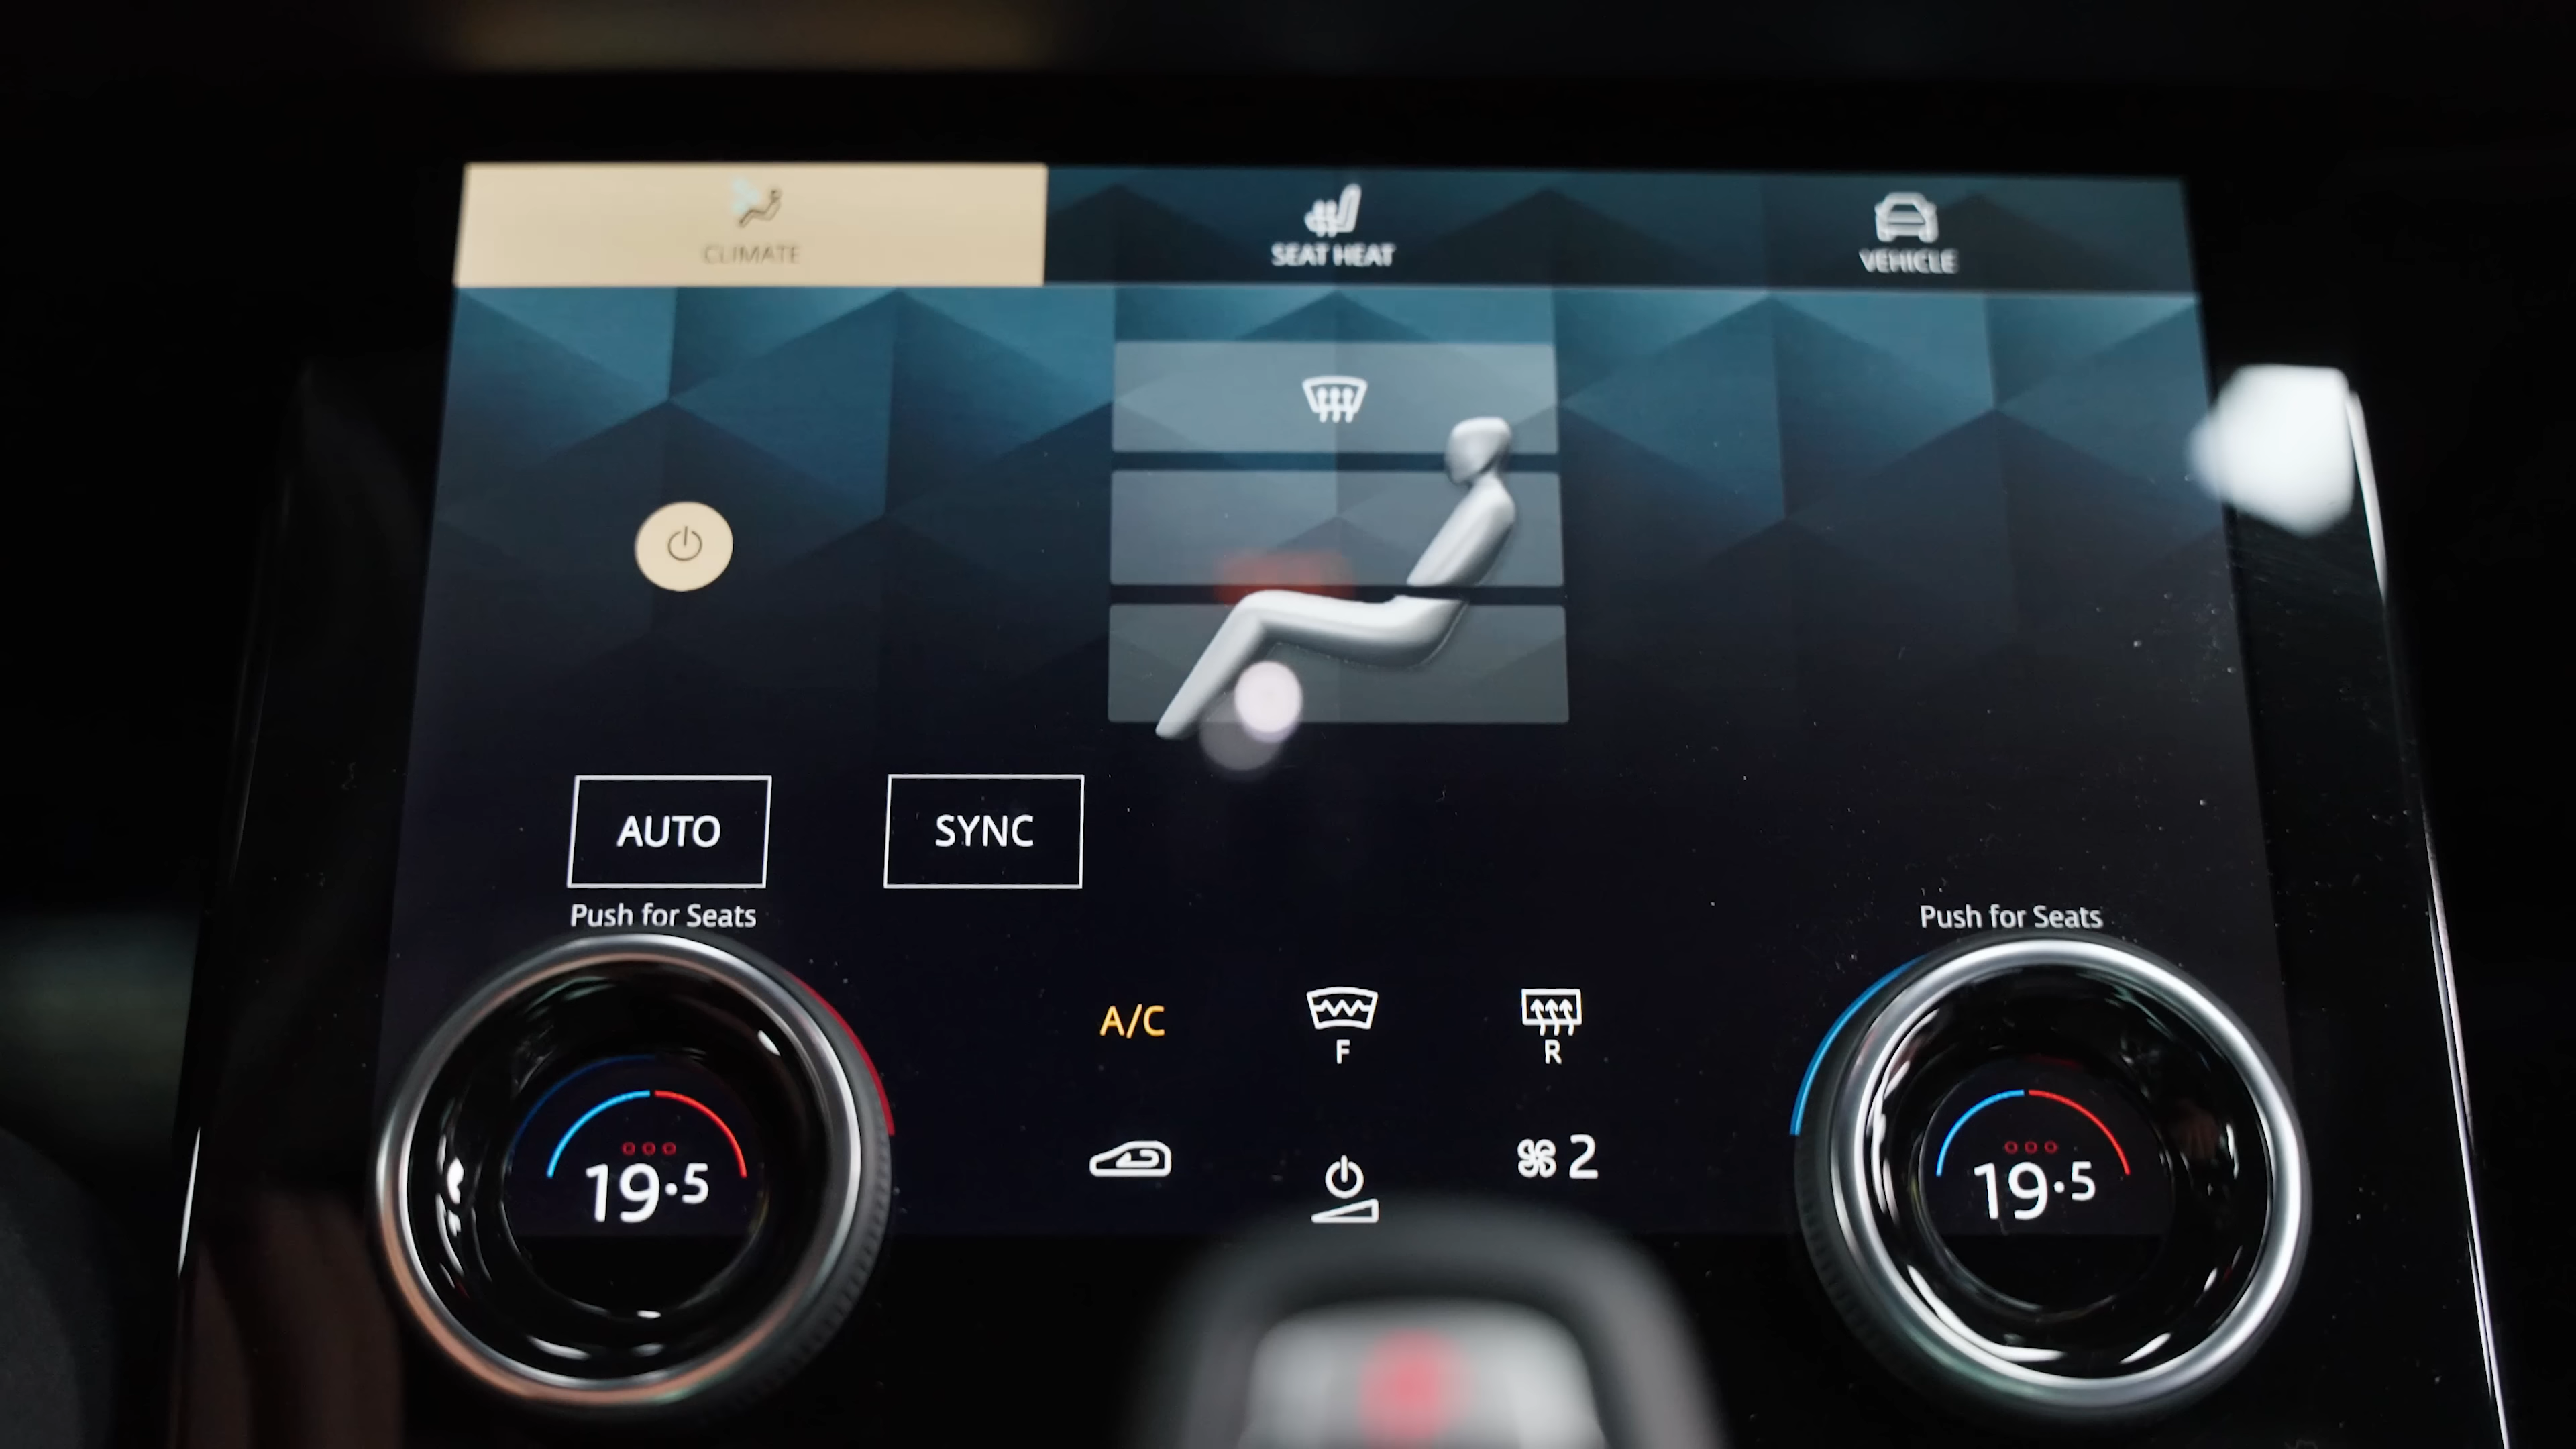 CLIMATE
SEAT HEAT
VEHICLE
AUTO
SYNC
Push for Seats
Push for Seats
A/C
F
R
2
19.5
19.5